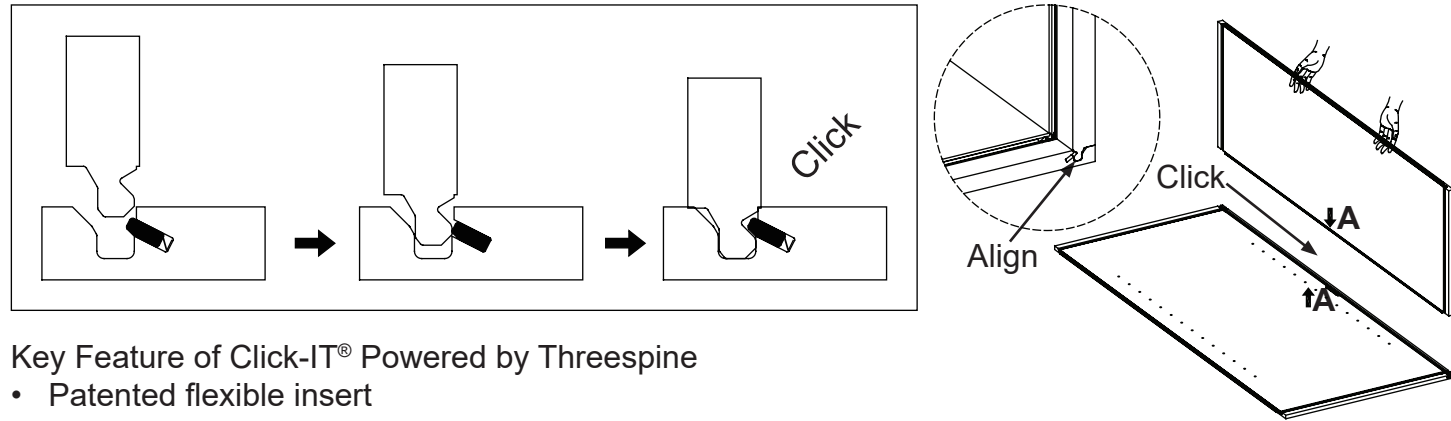 Click
Align
Click
A
A
Key Feature of Click-IT® Powered by Threespine
• Patented flexible insert